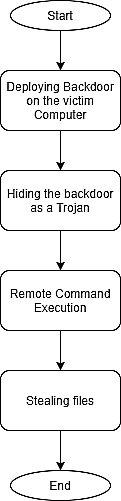 Start
Deploying Backdoor
on the victim
Computer
Hiding the backdoor
as a Trojan
Remote Command
Execution
Stealing files
End